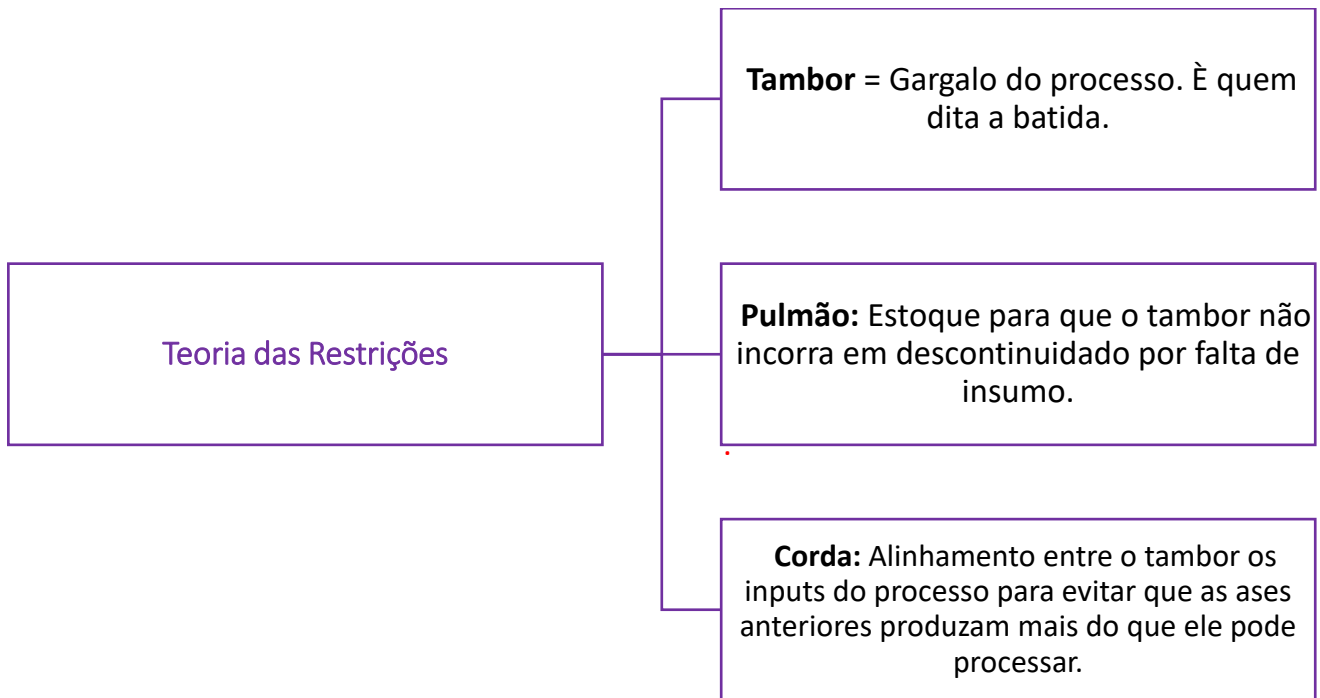 Tambor = Gargalo do processo. È quem
dita a batida.
Teoria das Restrições
Pulmão: Estoque para que o tambor não
incorra em descontinuidado por falta de
insumo.
Corda: Alinhamento entre o tambor os
inputs do processo para evitar que as ases
anteriores produzam mais do que ele pode
processar.